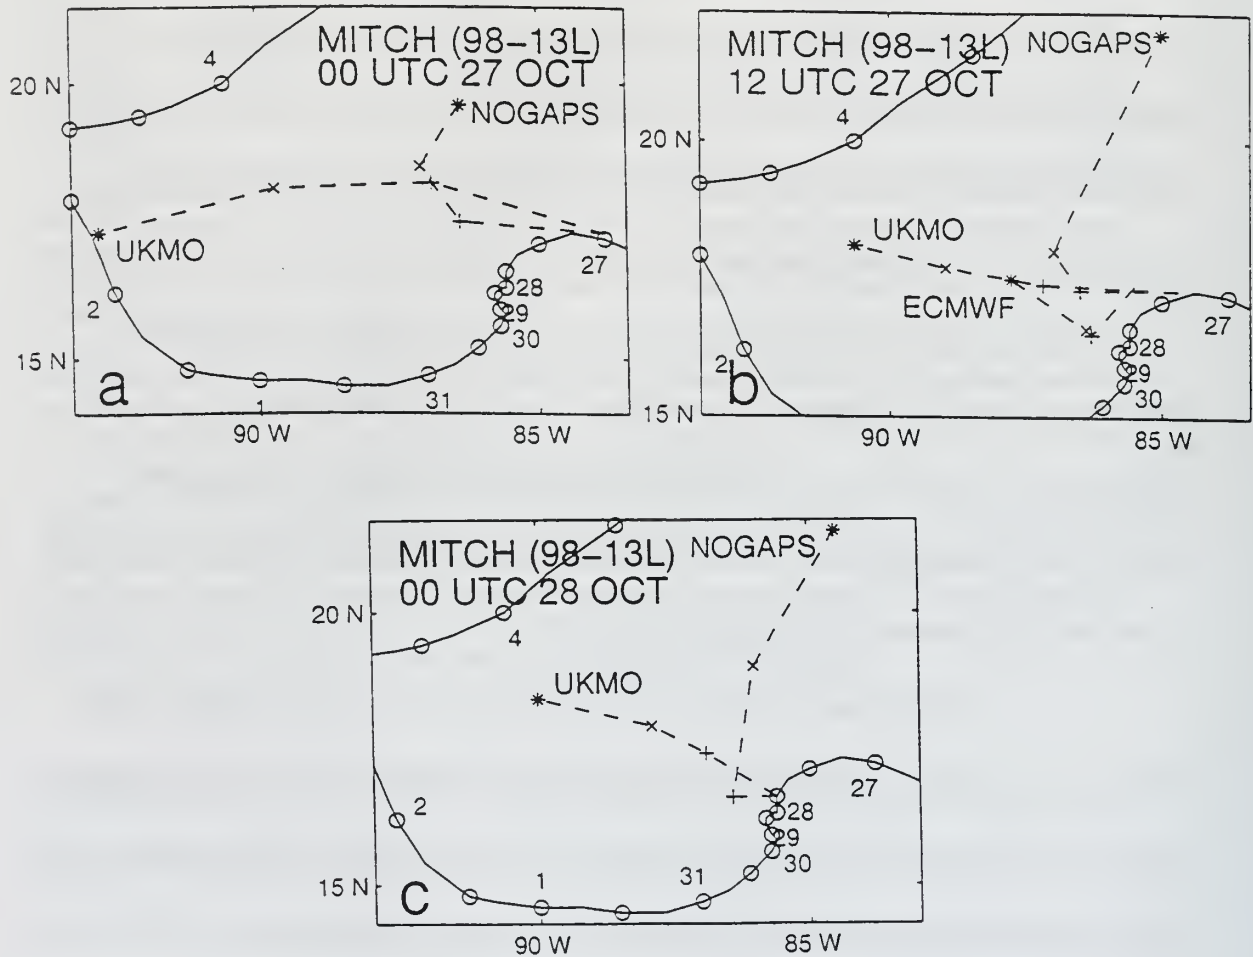 MITCH (98–13L)
00 UTC 27 OCT
4
20 N
NOGAPS
UKMO
27
2
28
29
30
15 N
a
31
1
90 W
85 W
MITCH (98–13L)
12 UTC 27 OCT
NOGAPS
4
20 N
UKMO
ECMWF
27
2
28
29
30
b
15 N
90 W
85 W
MITCH (98–13L)
00 UTC 28 OCT
NOGAPS
20 N
4
UKMO
27
2
28
29
30
31
1
15 N
c
90 W
85 W